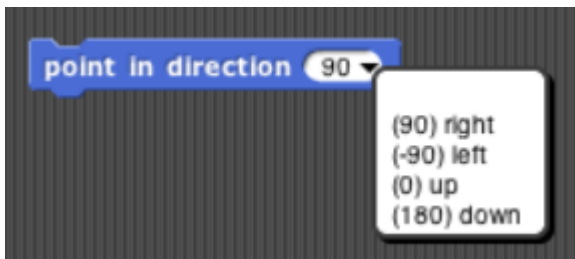 point in direction 90
(90) right
(-90) left
(0) up
(180) down